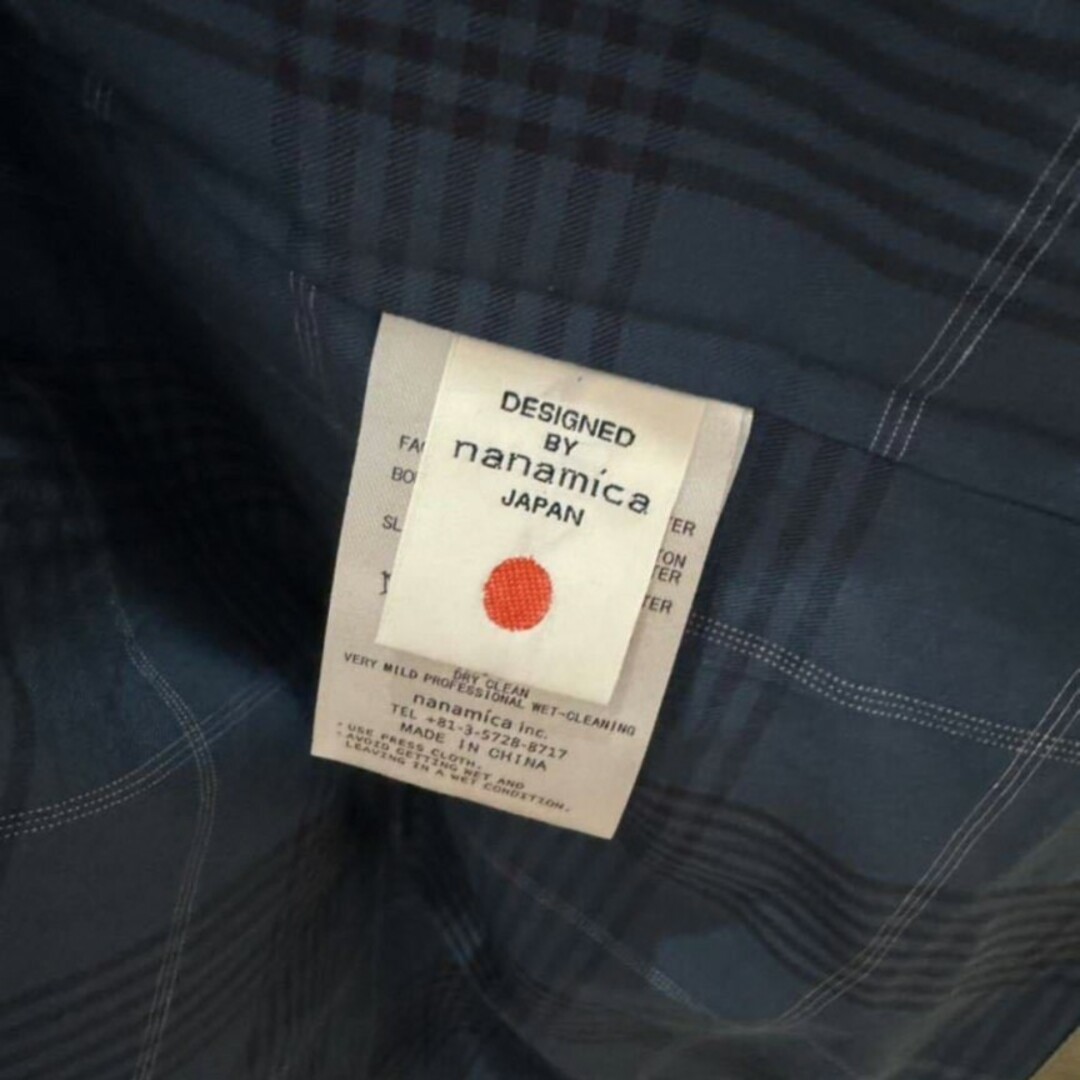 DESIGNED
BY
nanamica
JAPAN
DRY CLEAN
VERY MILD PROFESSIONAL WET-CLEANING
nanamica inc.
TEL +81-3-5728-8717
MADE IN CHINA
・USE PRESS CLOTH.
・AVOID GETTING WET AND
LEAVING IN A WET CONDITION.